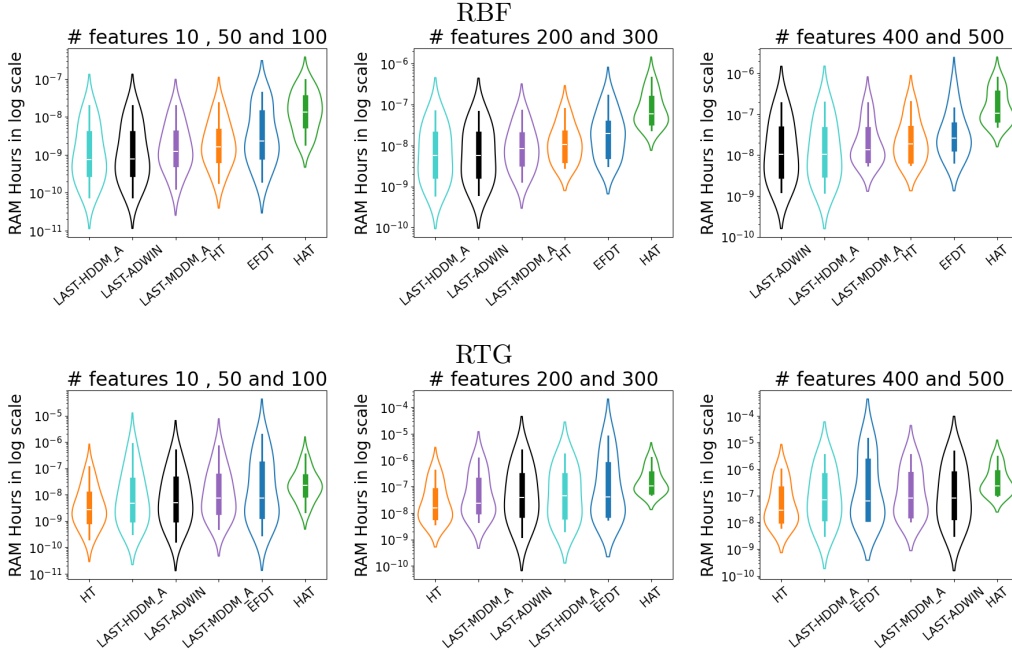 RBF
# features 10 , 50 and 100
# features 200 and 300
# features 400 and 500
RAM Hours in log scale
10⁻⁷
10⁻⁸
10⁻⁹
10⁻¹⁰
10⁻¹¹
LAST-HDDM_A
LAST-ADWIN
LAST-MDDM_A
HT
EFDT
HAT
RAM Hours in log scale
10⁻⁶
10⁻⁷
10⁻⁸
10⁻⁹
10⁻¹⁰
LAST-HDDM_A
LAST-ADWIN
LAST-MDDM_A
HT
EFDT
HAT
RAM Hours in log scale
10⁻⁶
10⁻⁷
10⁻⁸
10⁻⁹
10⁻¹⁰
LAST-ADWIN
LAST-HDDM_A
LAST-MDDM_A
HT
EFDT
HAT
RTG
# features 10 , 50 and 100
# features 200 and 300
# features 400 and 500
RAM Hours in log scale
10⁻⁵
10⁻⁶
10⁻⁷
10⁻⁸
10⁻⁹
10⁻¹⁰
10⁻¹¹
HT
LAST-HDDM_A
LAST-ADWIN
LAST-MDDM_A
EFDT
HAT
RAM Hours in log scale
10⁻⁴
10⁻⁵
10⁻⁶
10⁻⁷
10⁻⁸
10⁻⁹
10⁻¹⁰
HT
LAST-MDDM_A
LAST-ADWIN
LAST-HDDM_A
EFDT
HAT
RAM Hours in log scale
10⁻⁴
10⁻⁵
10⁻⁶
10⁻⁷
10⁻⁸
10⁻⁹
10⁻¹⁰
HT
LAST-HDDM_A
EFDT
LAST-MDDM_A
LAST-ADWIN
HAT